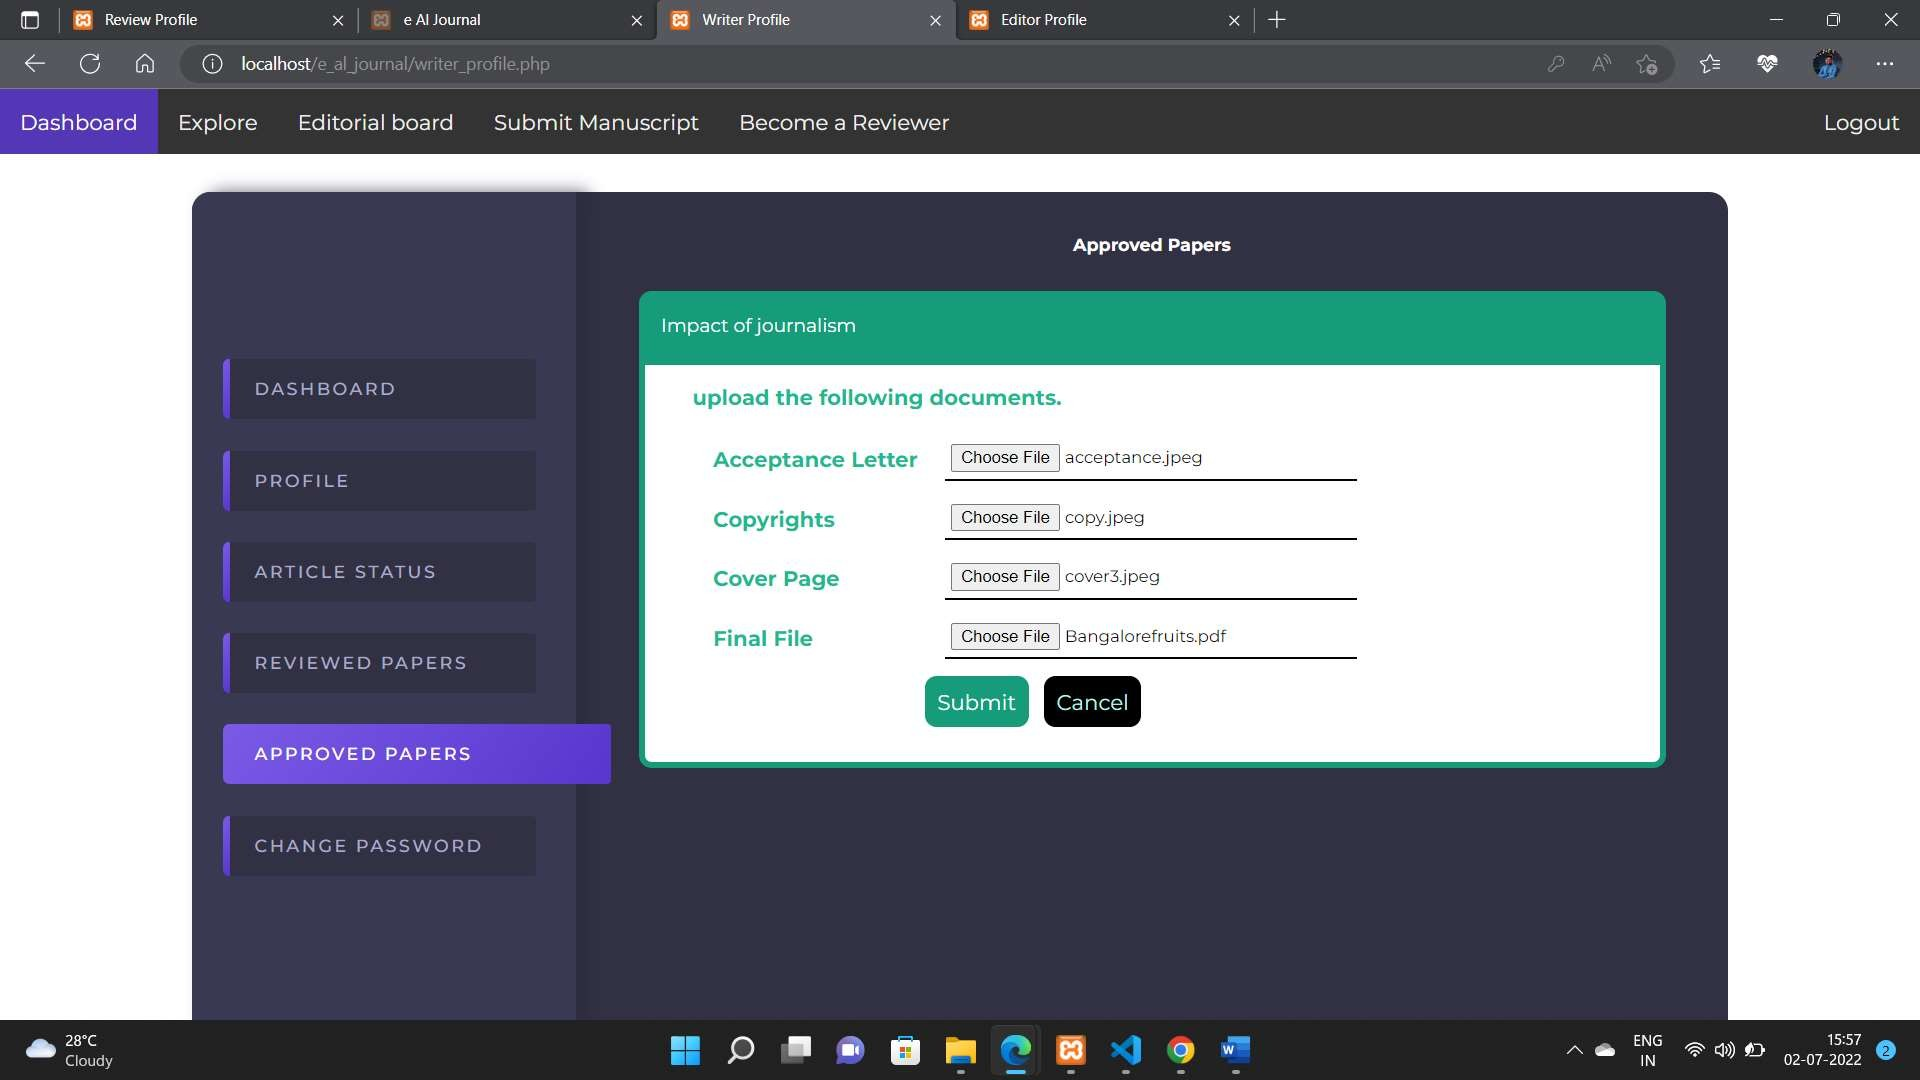 Review Profile
e Al Journal
Writer Profile
Editor Profile
localhost/e_al_journal/writer_profile.php
Dashboard Explore Editorial board Submit Manuscript Become a Reviewer Logout
DASHBOARD
PROFILE
ARTICLE STATUS
REVIEWED PAPERS
APPROVED PAPERS
CHANGE PASSWORD
Approved Papers
Impact of journalism
upload the following documents.
Acceptance Letter Choose File acceptance.jpeg
Copyrights Choose File copy.jpeg
Cover Page Choose File cover3.jpeg
Final File Choose File Bangalorefruits.pdf
Submit Cancel
28°C
Cloudy
ENG
IN
15:57
02-07-2022
2